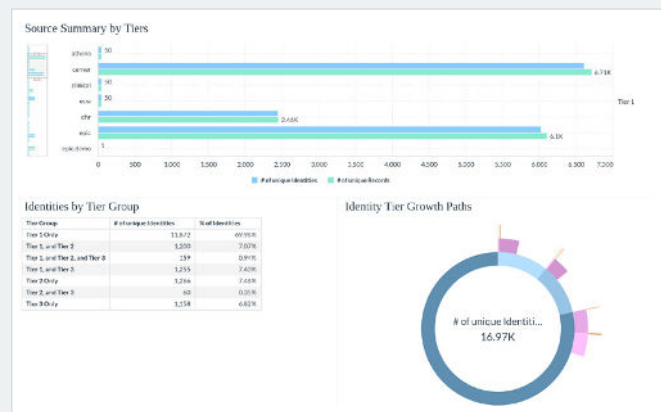 Source Summary by Tiers
athena 50
cerner 6.71K
50
ecw 50
ehr
epic 6.1K
epic demo 1
Tier 1
0 500 1,000 1,500 2,000 2,500 3,000 3,500 4,000 4,500 5,000 5,500 6,000 6,500 7,000
# of unique Identities # of unique Records
Identities by Tier Group
Tier Group # of unique Identities % of Identities
Tier 1 Only 11,872 69.98%
Tier 1, and Tier 2 1,200 7.07%
Tier 1, and Tier 2, and Tier 3 159 0.94%
Tier 1, and Tier 3 1,255 7.40%
Tier 2 Only 1,266 7.46%
Tier 2, and Tier 3 60 0.35%
Tier 3 Only 1,158 6.82%
Identity Tier Growth Paths
# of unique Identiti...
16.97K